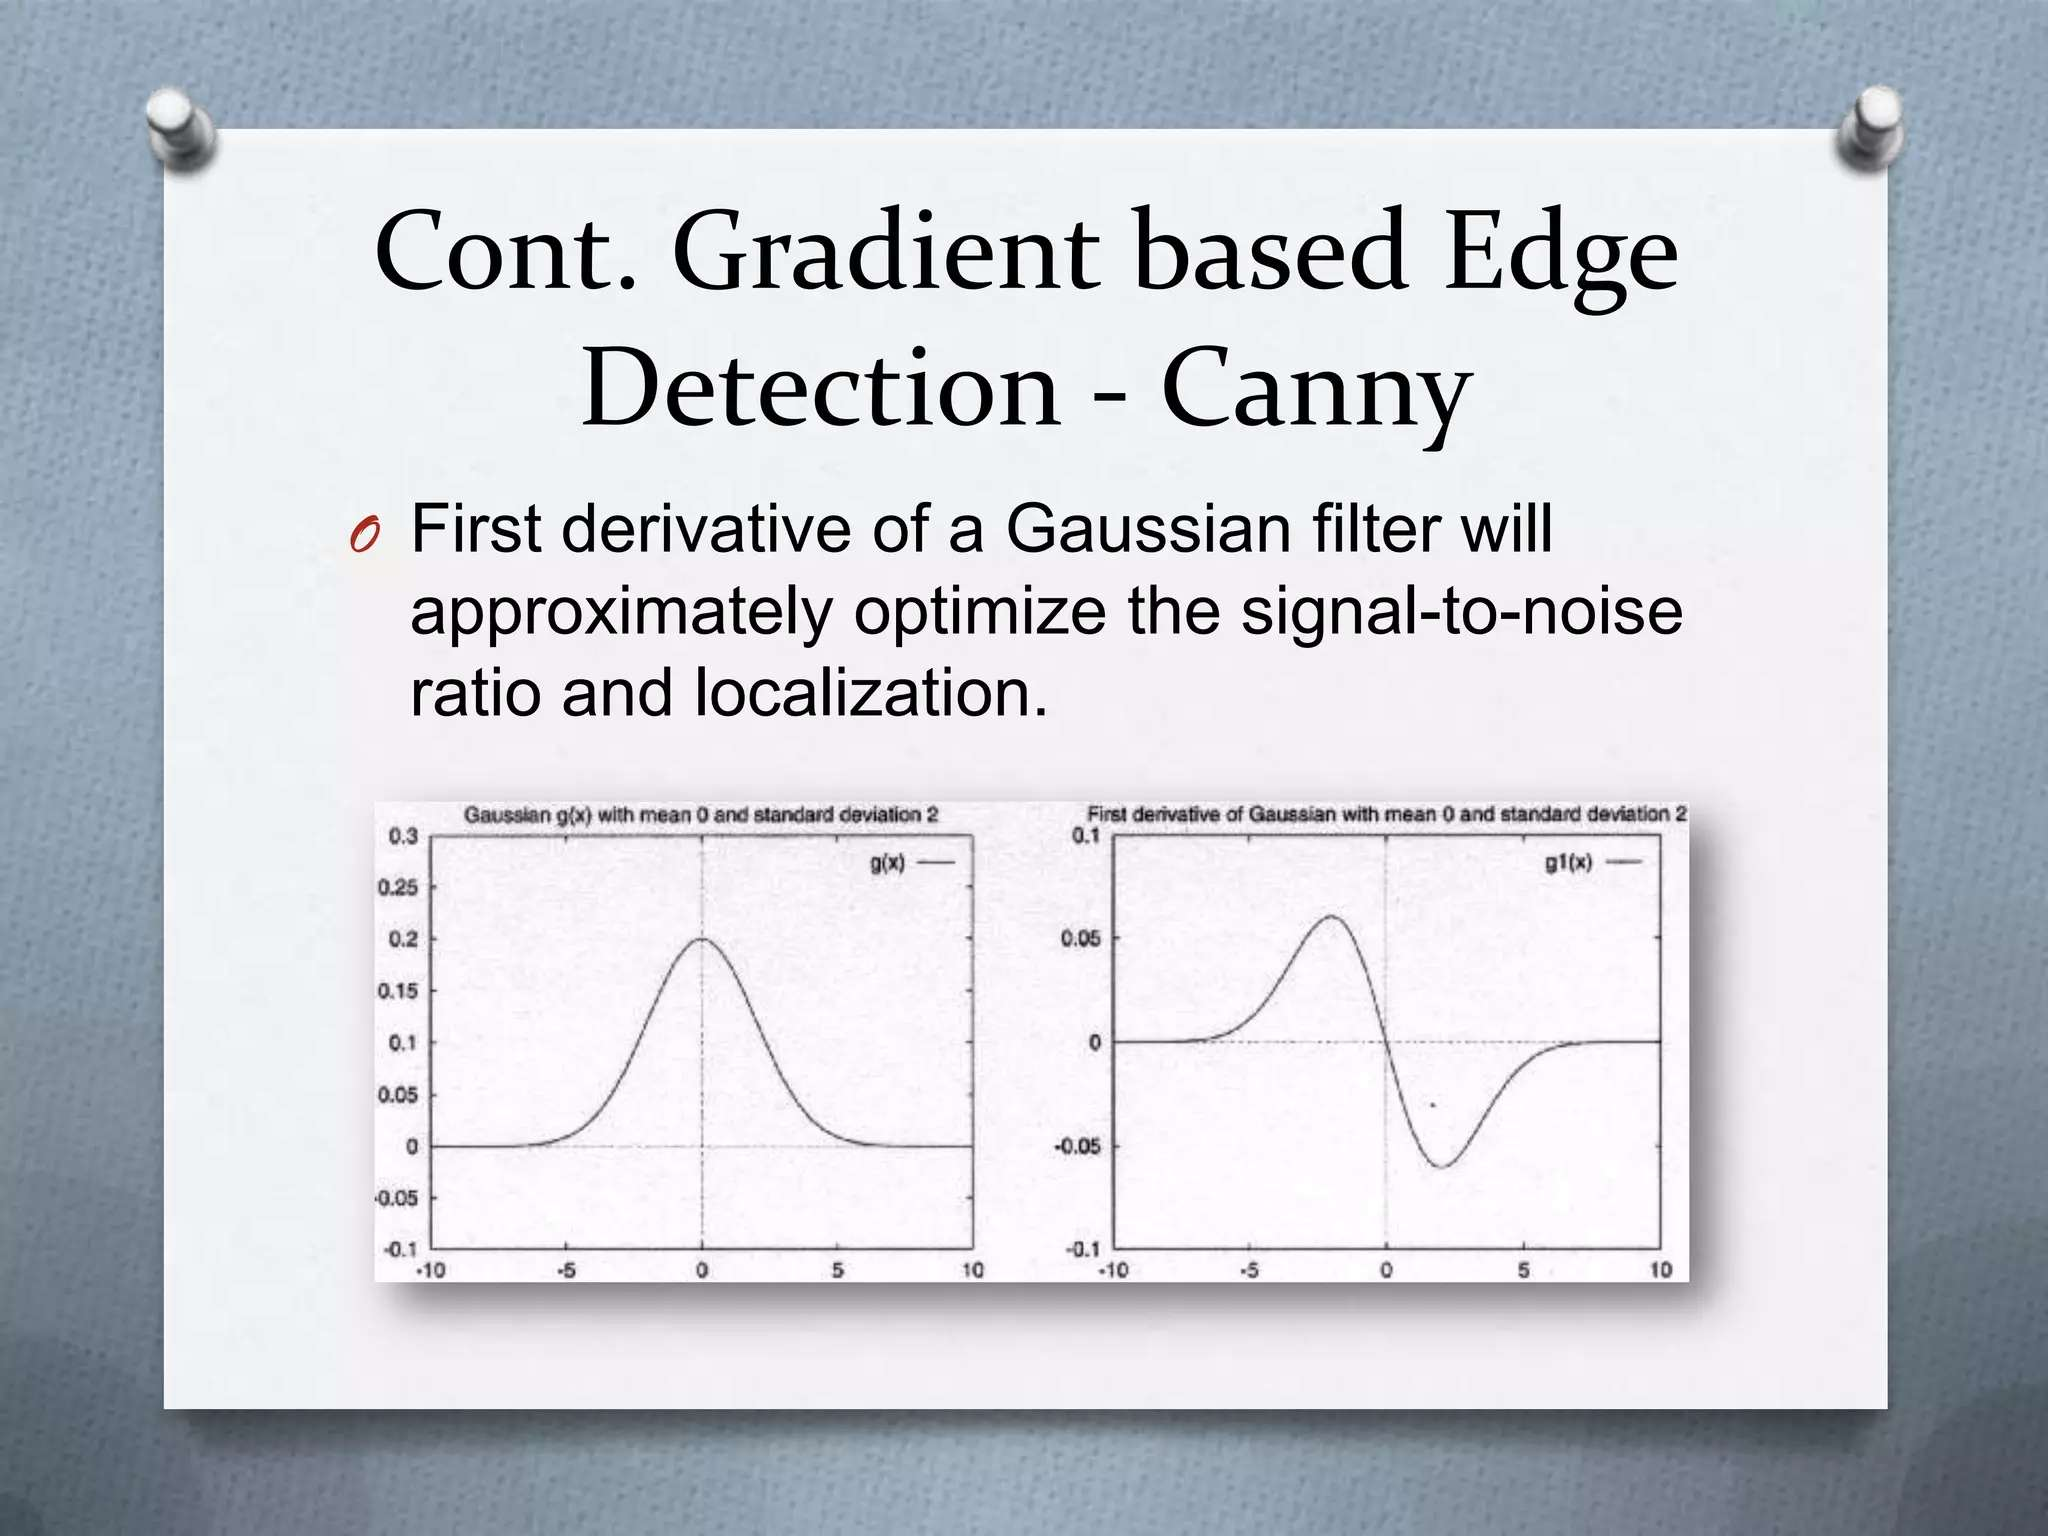 Cont. Gradient based Edge
Detection - Canny
O First derivative of a Gaussian filter will
approximately optimize the signal-to-noise
ratio and localization.
Gaussian g(x) with mean 0 and standard deviation 2
g(x)
0.3
0.25
0.2
0.15
0.1
0.05
0
-0.05
-0.1
-10 -5 0 5 10
First derivative of Gaussian with mean 0 and standard deviation 2
g1(x)
0.1
0.05
0
-0.05
-0.1
-10 -5 0 5 10